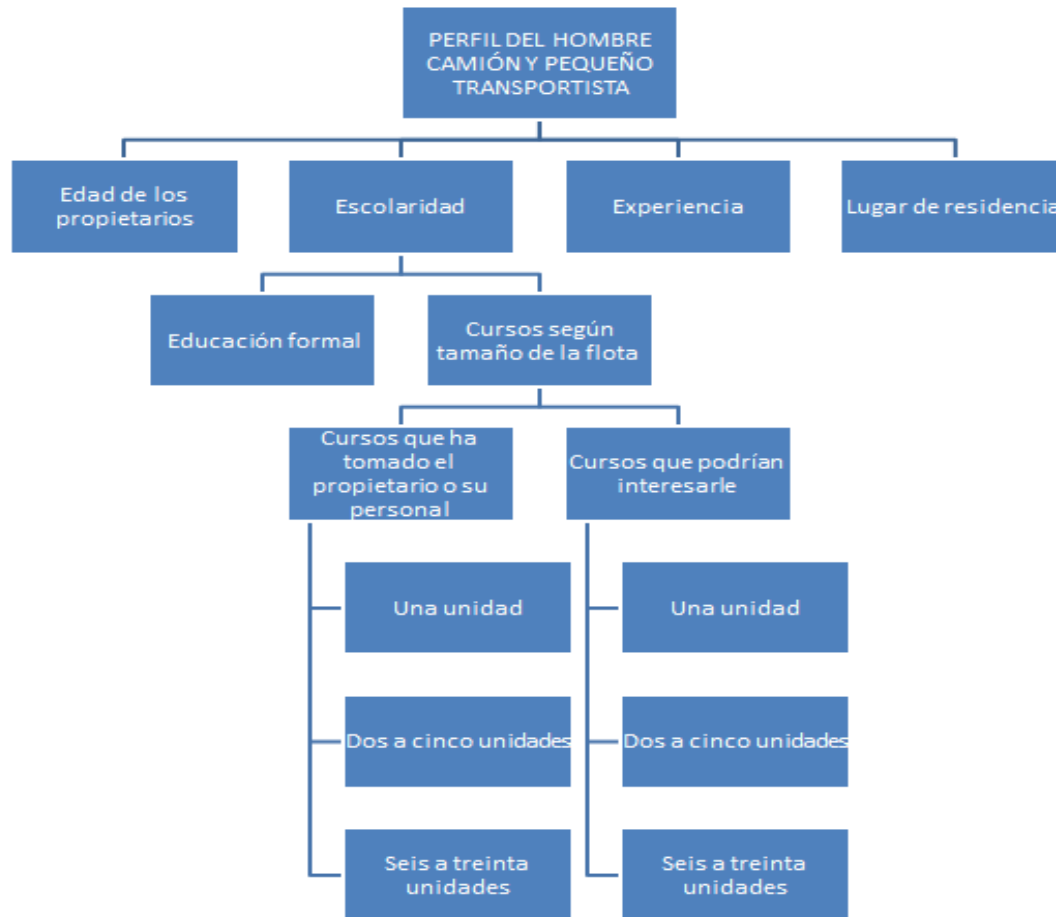 PERFIL DEL HOMBRE
CAMIÓN Y PEQUEÑO
TRANSPORTISTA
Edad de los
propietarios
Escolaridad
Experiencia
Lugar de residencia
Educación formal
Cursos según
tamaño de la flota
Cursos que ha
tomado el
propietario o su
personal
Cursos que podrían
interesarle
Una unidad
Una unidad
Dos a cinco unidades
Dos a cinco unidades
Seis a treinta
unidades
Seis a treinta
unidades